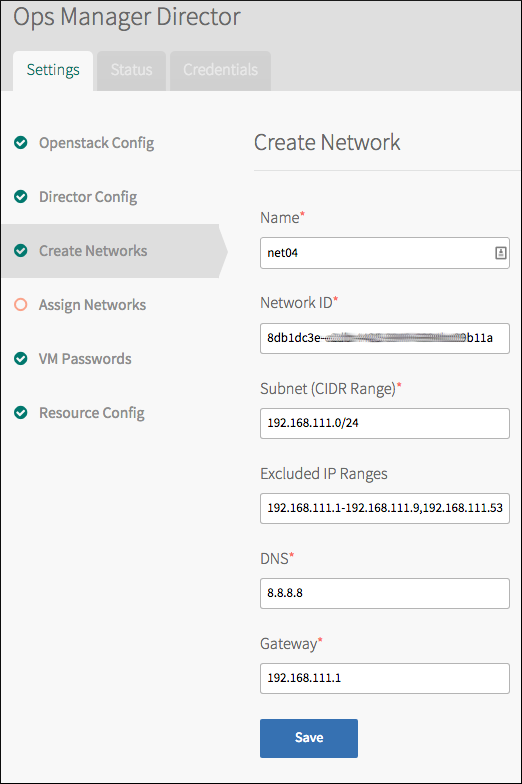 Ops Manager Director
Settings
Status
Credentials
Openstack Config
Director Config
Create Networks
Assign Networks
VM Passwords
Resource Config
Create Network
Name*
net04
Network ID*
8db1dc3e- b11a
Subnet (CIDR Range)*
192.168.111.0/24
Excluded IP Ranges
192.168.111.1-192.168.111.9,192.168.111.53
DNS*
8.8.8.8
Gateway*
192.168.111.1
Save